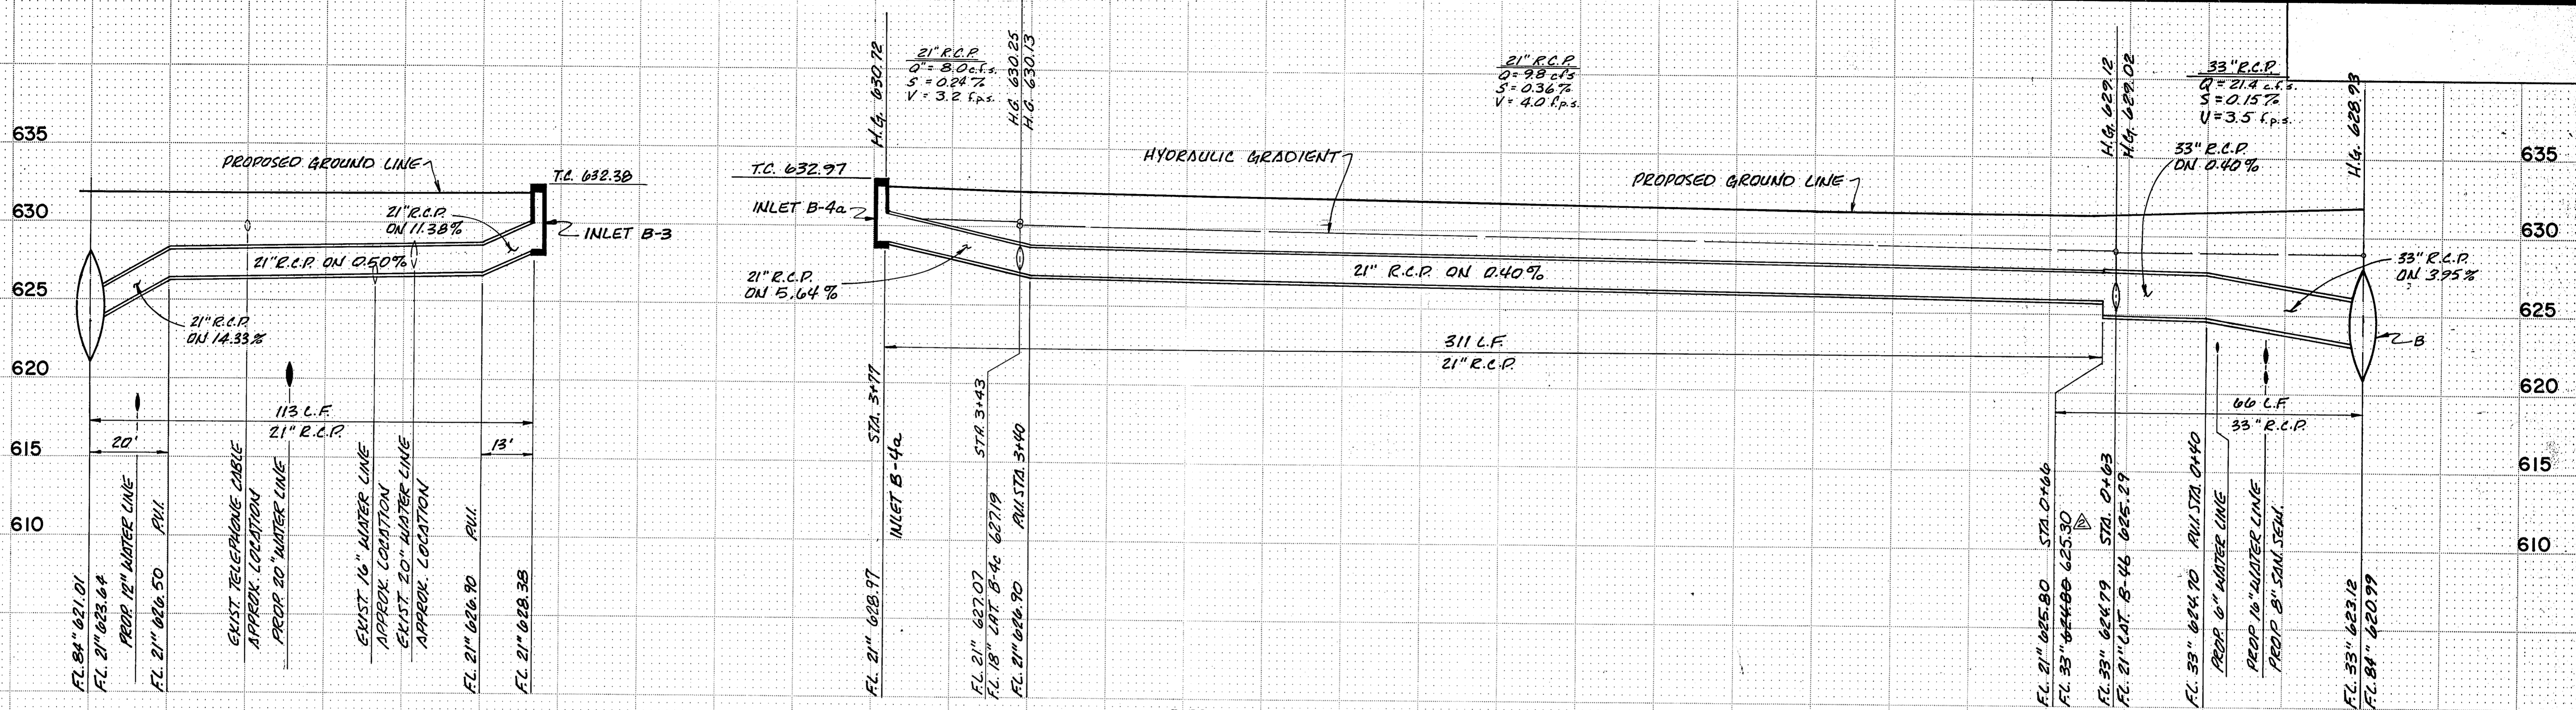 635
630
625
620
615
610
PROPOSED GROUND LINE
T.C. 632.38
21" R.C.P.
ON 11.38%
INLET B-3
21" R.C.P. ON 0.50%
21" R.C.P.
ON 14.33%
113 L.F.
21" R.C.P.
20'
13'
F.L. 84" 621.01
F.L. 21" 623.64
PROP. 12" WATER LINE
F.L. 21" 626.50 P.V.I.
EXIST. TELEPHONE CABLE
APPROX. LOCATION
PROP. 20" WATER LINE
EXIST. 16" WATER LINE
APPROX. LOCATION
EXIST. 20" WATER LINE
APPROX. LOCATION
F.L. 21" 626.90 P.V.I.
F.L. 21" 628.38
H.G. 630.72
21" R.C.P.
Q = 8.0 c.f.s.
S = 0.24%
V = 3.2 f.p.s.
H.G. 630.25
H.G. 630.13
21" R.C.P.
Q = 9.8 cfs
S = 0.36%
V = 4.0 f.p.s.
H.G. 629.12
H.G. 629.02
33" R.C.P.
Q = 21.4 c.f.s.
S = 0.15%
V = 3.5 f.p.s.
H.G. 628.93
T.C. 632.97
INLET B-4a
HYDRAULIC GRADIENT
PROPOSED GROUND LINE
33" R.C.P.
ON 0.40%
21" R.C.P.
ON 5.64%
21" R.C.P. ON 0.40%
33" R.C.P.
ON 3.95%
B
311 L.F.
21" R.C.P.
66 L.F.
33" R.C.P.
F.L. 21" 628.97 STA. 3+77
INLET B-4a
F.L. 21" 627.07 STA. 3+43
F.L. 18" LAT. B-4c 627.19
F.L. 21" 626.90 P.V.I. STA. 3+40
F.L. 21" 625.80 STA. 0+66
F.L. 33" 624.80 625.30 2
F.L. 33" 624.79 STA. 0+63
F.L. 21" LAT. B-4b 625.29
F.L. 33" 624.70 P.V.I. STA. 0+40
PROP. 6" WATER LINE
PROP. 16" WATER LINE
PROP. 8" SAN. SEW.
F.L. 33" 623.12
F.L. 84" 620.99
635
630
625
620
615
610